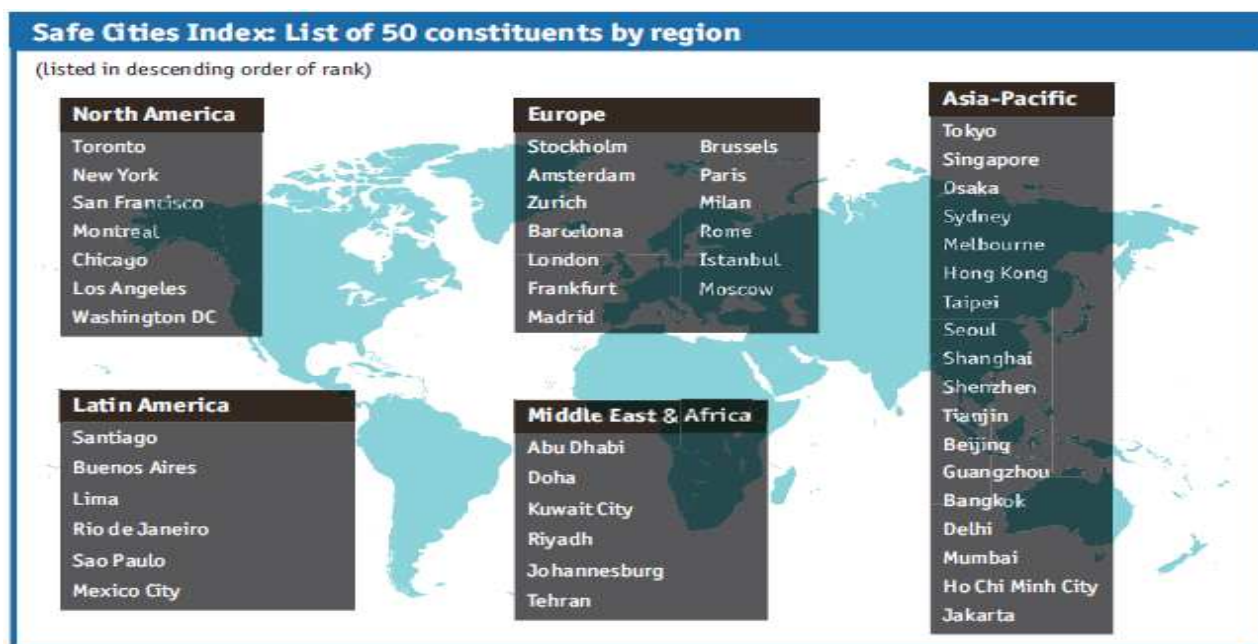 Safe Cities Index: List of 50 constituents by region
(listed in descending order of rank)
North America
Toronto
New York
San Francisco
Montreal
Chicago
Los Angeles
Washington DC
Europe
Stockholm
Amsterdam
Zurich
Barcelona
London
Frankfurt
Madrid
Brussels
Paris
Milan
Rome
Istanbul
Moscow
Asia-Pacific
Tokyo
Singapore
Osaka
Sydney
Melbourne
Hong Kong
Taipei
Seoul
Shanghai
Shenzhen
Tianjin
Beijing
Guangzhou
Bangkok
Delhi
Mumbai
Ho Chi Minh City
Jakarta
Latin America
Santiago
Buenos Aires
Lima
Rio de Janeiro
Sao Paulo
Mexico City
Middle East & Africa
Abu Dhabi
Doha
Kuwait City
Riyadh
Johannesburg
Tehran